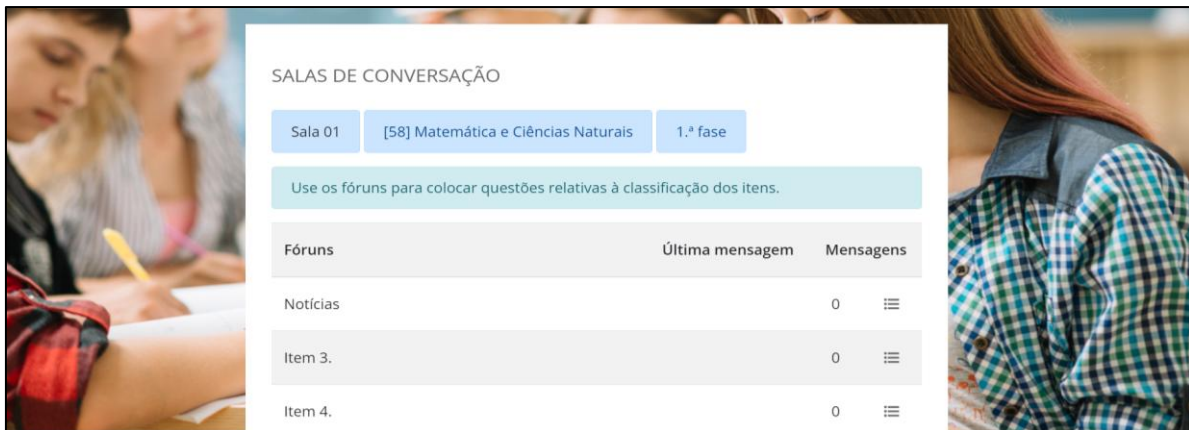 SALAS DE CONVERSAÇÃO
Sala 01 [58] Matemática e Ciências Naturais 1.ª fase
Use os fóruns para colocar questões relativas à classificação dos itens.
Fóruns Última mensagem Mensagens
Notícias 0
Item 3. 0
Item 4. 0